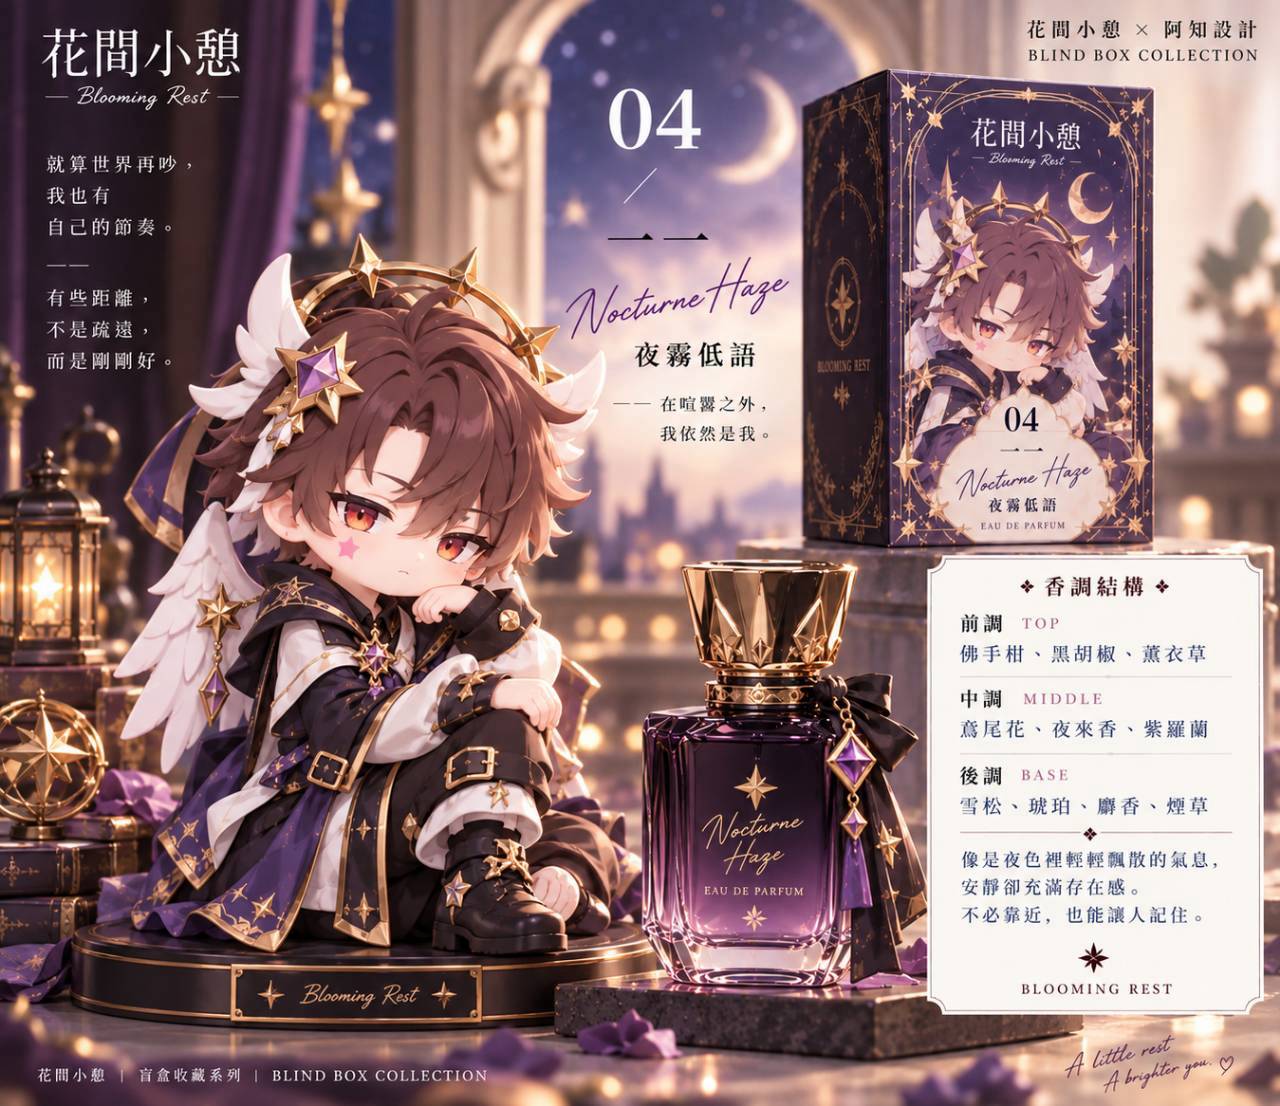 花間小憩
— Blooming Rest —
就算世界再吵，
我也有
自己的節奏。
——
有些距離，
不是疏遠，
而是剛剛好。
04
／
一一
Nocturne Haze
夜霧低語
—— 在喧囂之外，
我依然是我。
花間小憩 × 阿知設計
BLIND BOX COLLECTION
花間小憩
— Blooming Rest —
BLOOMING REST
04
一一
Nocturne Haze
夜霧低語
EAU DE PARFUM
Nocturne
Haze
EAU DE PARFUM
香調結構
前調 TOP
佛手柑、黑胡椒、薰衣草
中調 MIDDLE
鳶尾花、夜來香、紫羅蘭
後調 BASE
雪松、琥珀、麝香、煙草
像是夜色裡輕輕飄散的氣息，
安靜卻充滿存在感。
不必靠近，也能讓人記住。
BLOOMING REST
Blooming Rest
花間小憩 | 盲盒收藏系列 | BLIND BOX COLLECTION
A little rest
A brighter you. ♡